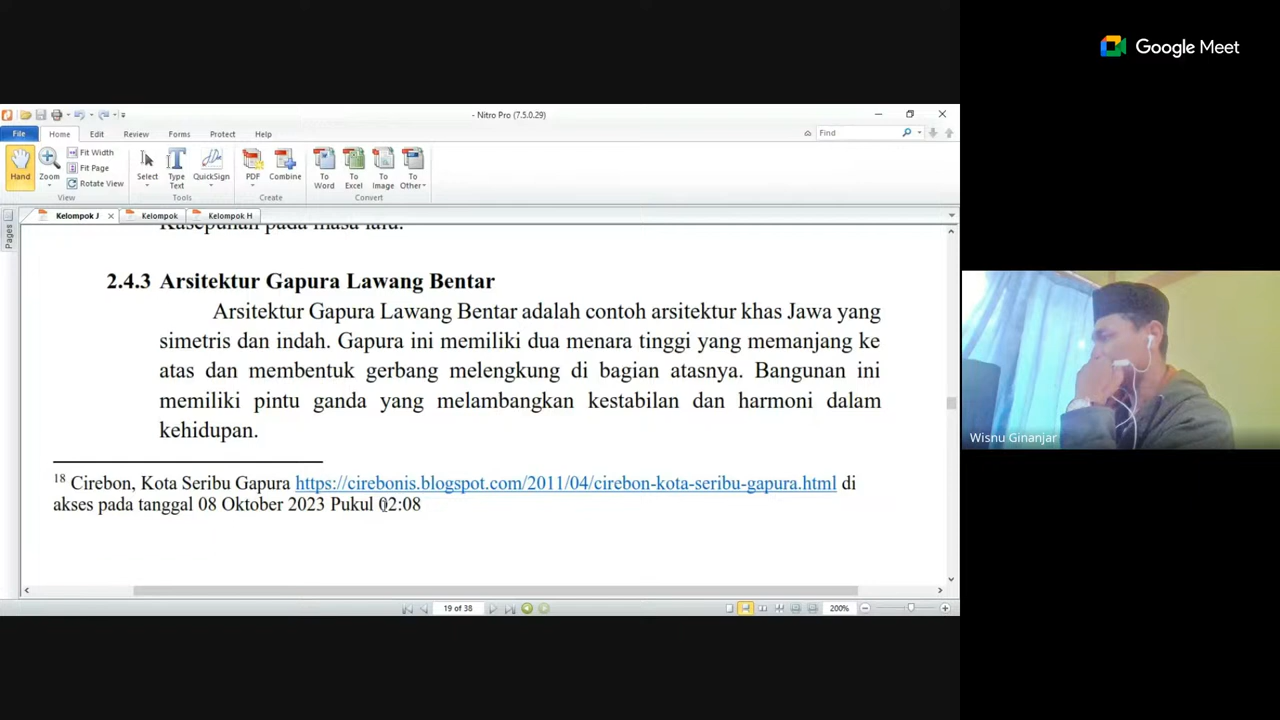 Google Meet
- Nitro Pro (7.5.0.29)
File Home Edit Review Forms Protect Help
Find
Fit Width
Fit Page
Rotate View
Hand Zoom Select Type Text QuickSign PDF Combine To Word To Excel To Image To Other
View Tools Create Convert
Kelompok J Kelompok Kelompok H
Pages
Kasepuhan pada masa lalu.
2.4.3 Arsitektur Gapura Lawang Bentar
Arsitektur Gapura Lawang Bentar adalah contoh arsitektur khas Jawa yang
simetris dan indah. Gapura ini memiliki dua menara tinggi yang memanjang ke
atas dan membentuk gerbang melengkung di bagian atasnya. Bangunan ini
memiliki pintu ganda yang melambangkan kestabilan dan harmoni dalam
kehidupan.
18 Cirebon, Kota Seribu Gapura https://cirebonis.blogspot.com/2011/04/cirebon-kota-seribu-gapura.html di
akses pada tanggal 08 Oktober 2023 Pukul 02:08
19 of 38
200%
Wisnu Ginanjar